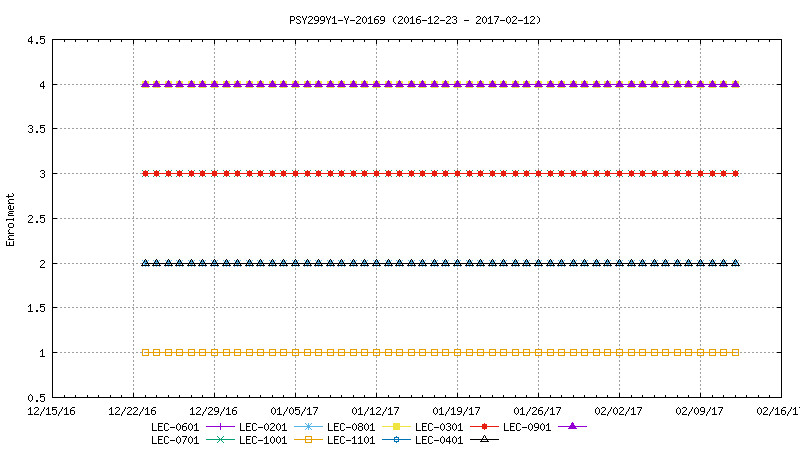 PSY299Y1-Y-20169 (2016-12-23 - 2017-02-12)
4.5
4
3.5
3
2.5
2
1.5
1
0.5
Enrolment
12/15/16 12/22/16 12/29/16 01/05/17 01/12/17 01/19/17 01/26/17 02/02/17 02/09/17 02/16/17
LEC-0601 LEC-0201 LEC-0801 LEC-0301 LEC-0901
LEC-0701 LEC-1001 LEC-1101 LEC-0401